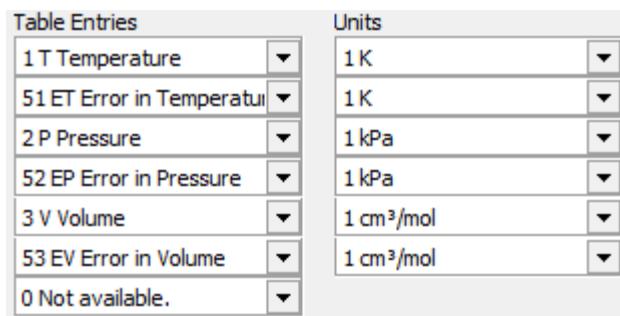 Table Entries Units
1 T Temperature 1 K
51 ET Error in Temperatur 1 K
2 P Pressure 1 kPa
52 EP Error in Pressure 1 kPa
3 V Volume 1 cm³/mol
53 EV Error in Volume 1 cm³/mol
0 Not available.